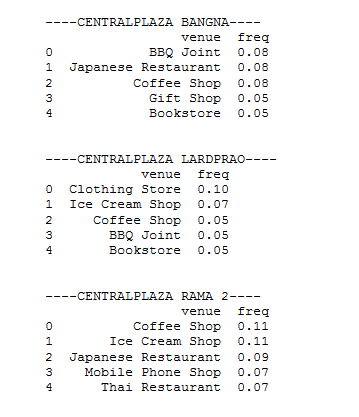 ----CENTRALPLAZA BANGNA----
venue freq
0 BBQ Joint 0.08
1 Japanese Restaurant 0.08
2 Coffee Shop 0.08
3 Gift Shop 0.05
4 Bookstore 0.05
----CENTRALPLAZA LARDPRAO----
venue freq
0 Clothing Store 0.10
1 Ice Cream Shop 0.07
2 Coffee Shop 0.05
3 BBQ Joint 0.05
4 Bookstore 0.05
----CENTRALPLAZA RAMA 2----
venue freq
0 Coffee Shop 0.11
1 Ice Cream Shop 0.11
2 Japanese Restaurant 0.09
3 Mobile Phone Shop 0.07
4 Thai Restaurant 0.07